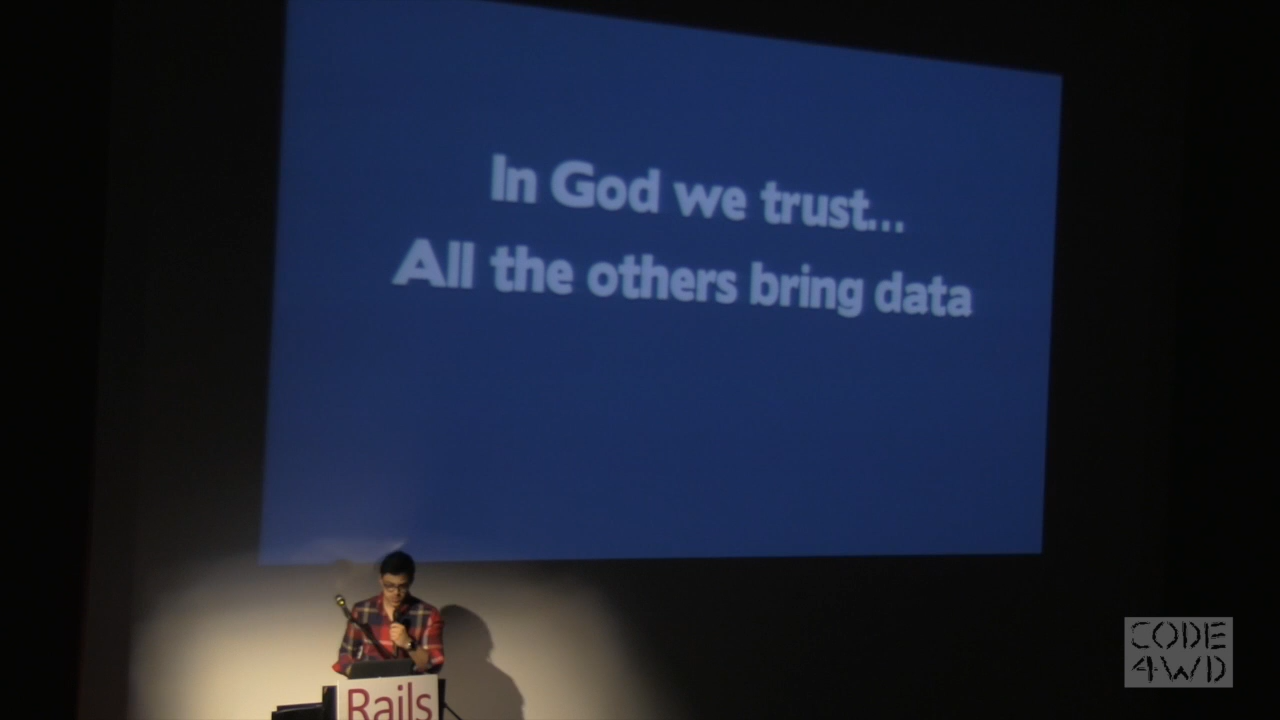 In God we trust...
All the others bring data
Rails
CODE
4WD